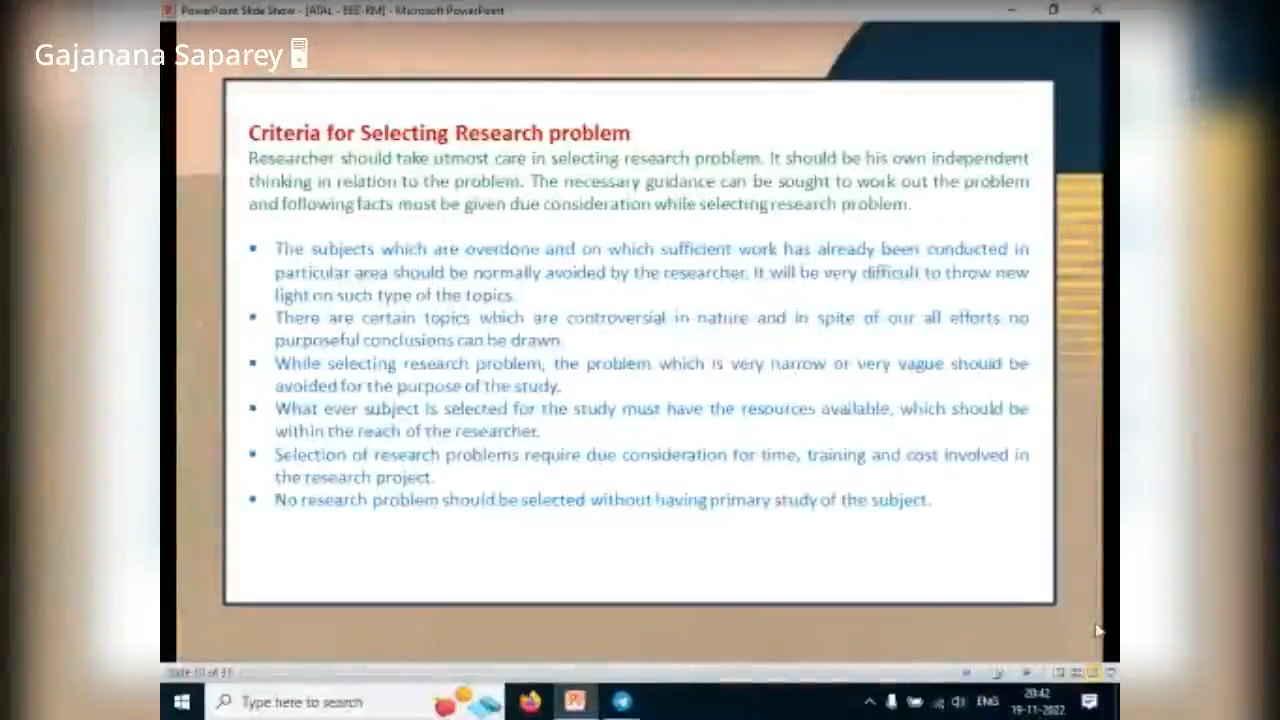 PowerPoint Slide Show - [ATAL - EEE-RM] - Microsoft PowerPoint
Gajanana Saparey
Criteria for Selecting Research problem
Researcher should take utmost care in selecting research problem. It should be his own independent
thinking in relation to the problem. The necessary guidance can be sought to work out the problem
and following facts must be given due consideration while selecting research problem.
• The subjects which are overdone and on which sufficient work has already been conducted in
particular area should be normally avoided by the researcher. It will be very difficult to throw new
light on such type of the topics.
• There are certain topics which are controversial in nature and in spite of our all efforts no
purposeful conclusions can be drawn.
• While selecting research problem, the problem which is very narrow or very vague should be
avoided for the purpose of the study.
• What ever subject is selected for the study must have the resources available, which should be
within the reach of the researcher.
• Selection of research problems require due consideration for time, training and cost involved in
the research project.
• No research problem should be selected without having primary study of the subject.
Slide 10 of 31
Type here to search
ENG
20:42
19-11-2022